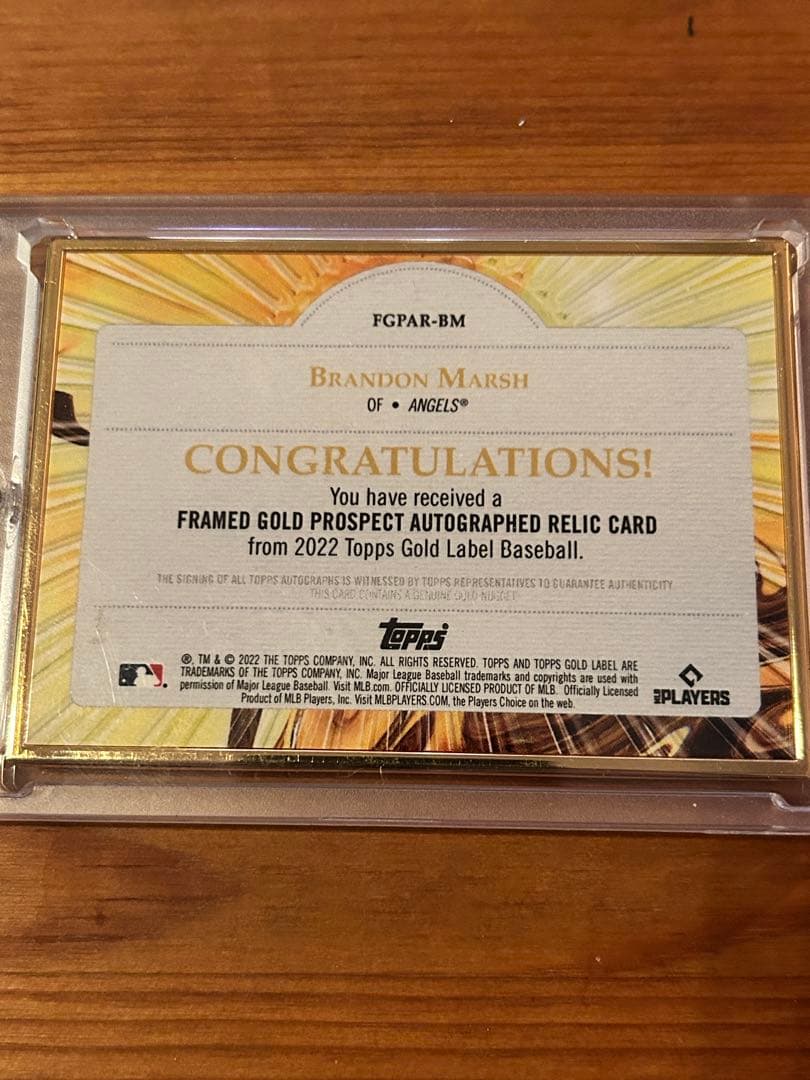 FGPAR-BM
BRANDON MARSH
OF • ANGELS®
CONGRATULATIONS!
You have received a
FRAMED GOLD PROSPECT AUTOGRAPHED RELIC CARD
from 2022 Topps Gold Label Baseball.
THE SIGNING OF ALL TOPPS AUTOGRAPHS IS WITNESSED BY TOPPS REPRESENTATIVES TO GUARANTEE AUTHENTICITY
THIS CARD CONTAINS A GENUINE GOLD NUGGET
topps
®, TM & © 2022 THE TOPPS COMPANY, INC. ALL RIGHTS RESERVED. TOPPS AND TOPPS GOLD LABEL ARE
TRADEMARKS OF THE TOPPS COMPANY, INC. Major League Baseball trademarks and copyrights are used with
permission of Major League Baseball. Visit MLB.com. OFFICIALLY LICENSED PRODUCT OF MLB. Officially Licensed
Product of MLB Players, Inc. Visit MLBPLAYERS.COM, the Players Choice on the web.
MLB PLAYERS